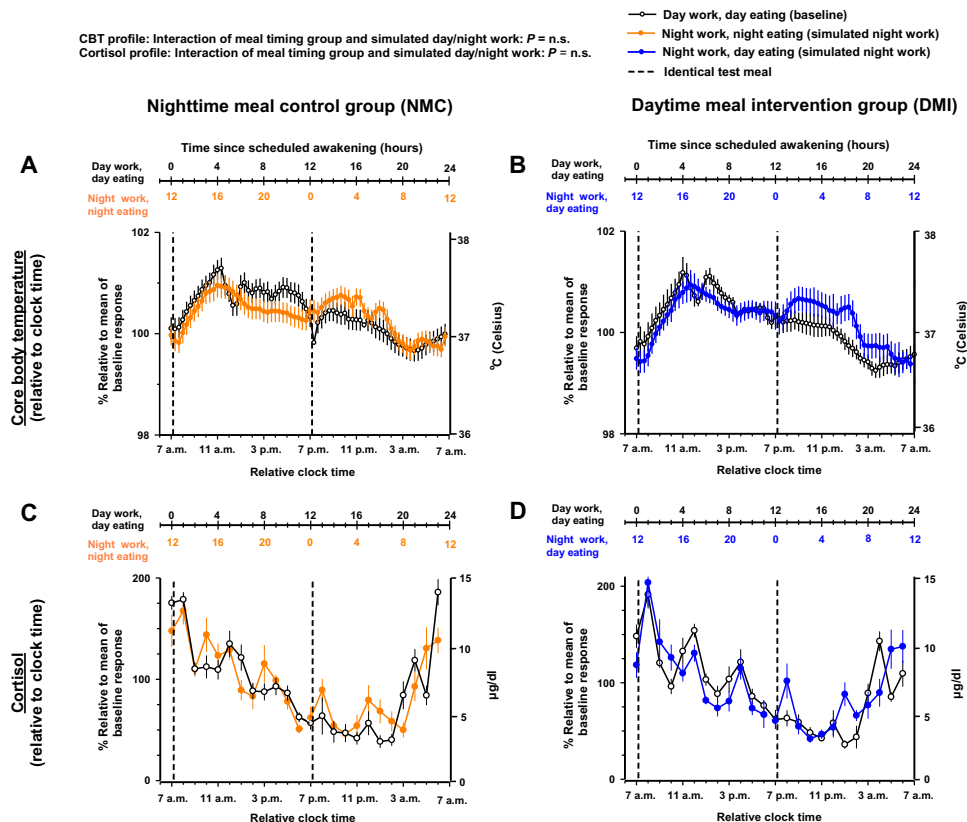 CBT profile: Interaction of meal timing group and simulated day/night work: P = n.s.
Cortisol profile: Interaction of meal timing group and simulated day/night work: P = n.s.
Day work, day eating (baseline)
Night work, night eating (simulated night work)
Night work, day eating (simulated night work)
Identical test meal
Nighttime meal control group (NMC)
Daytime meal intervention group (DMI)
A
Time since scheduled awakening (hours)
Day work,
day eating
0 4 8 12 16 20 24
Night work,
night eating
12 16 20 0 4 8 12
Core body temperature
(relative to clock time)
% Relative to mean of
baseline response
102
100
98
38
37
36
°C (Celsius)
7 a.m. 11 a.m. 3 p.m. 7 p.m. 11 p.m. 3 a.m. 7 a.m.
Relative clock time
B
Time since scheduled awakening (hours)
Day work,
day eating
0 4 8 12 16 20 24
Night work,
day eating
12 16 20 0 4 8 12
% Relative to mean of
baseline response
102
100
98
38
37
36
°C (Celsius)
7 a.m. 11 a.m. 3 p.m. 7 p.m. 11 p.m. 3 a.m. 7 a.m.
Relative clock time
C
Day work,
day eating
0 4 8 12 16 20 24
Night work,
night eating
12 16 20 0 4 8 12
Cortisol
(relative to clock time)
% Relative to mean of
baseline response
200
150
100
50
0
15
10
5
0
µg/dl
7 a.m. 11 a.m. 3 p.m. 7 p.m. 11 p.m. 3 a.m. 7 a.m.
Relative clock time
D
Day work,
day eating
0 4 8 12 16 20 24
Night work,
day eating
12 16 20 0 4 8 12
% Relative to mean of
baseline response
200
150
100
50
0
15
10
5
0
µg/dl
7 a.m. 11 a.m. 3 p.m. 7 p.m. 11 p.m. 3 a.m. 7 a.m.
Relative clock time